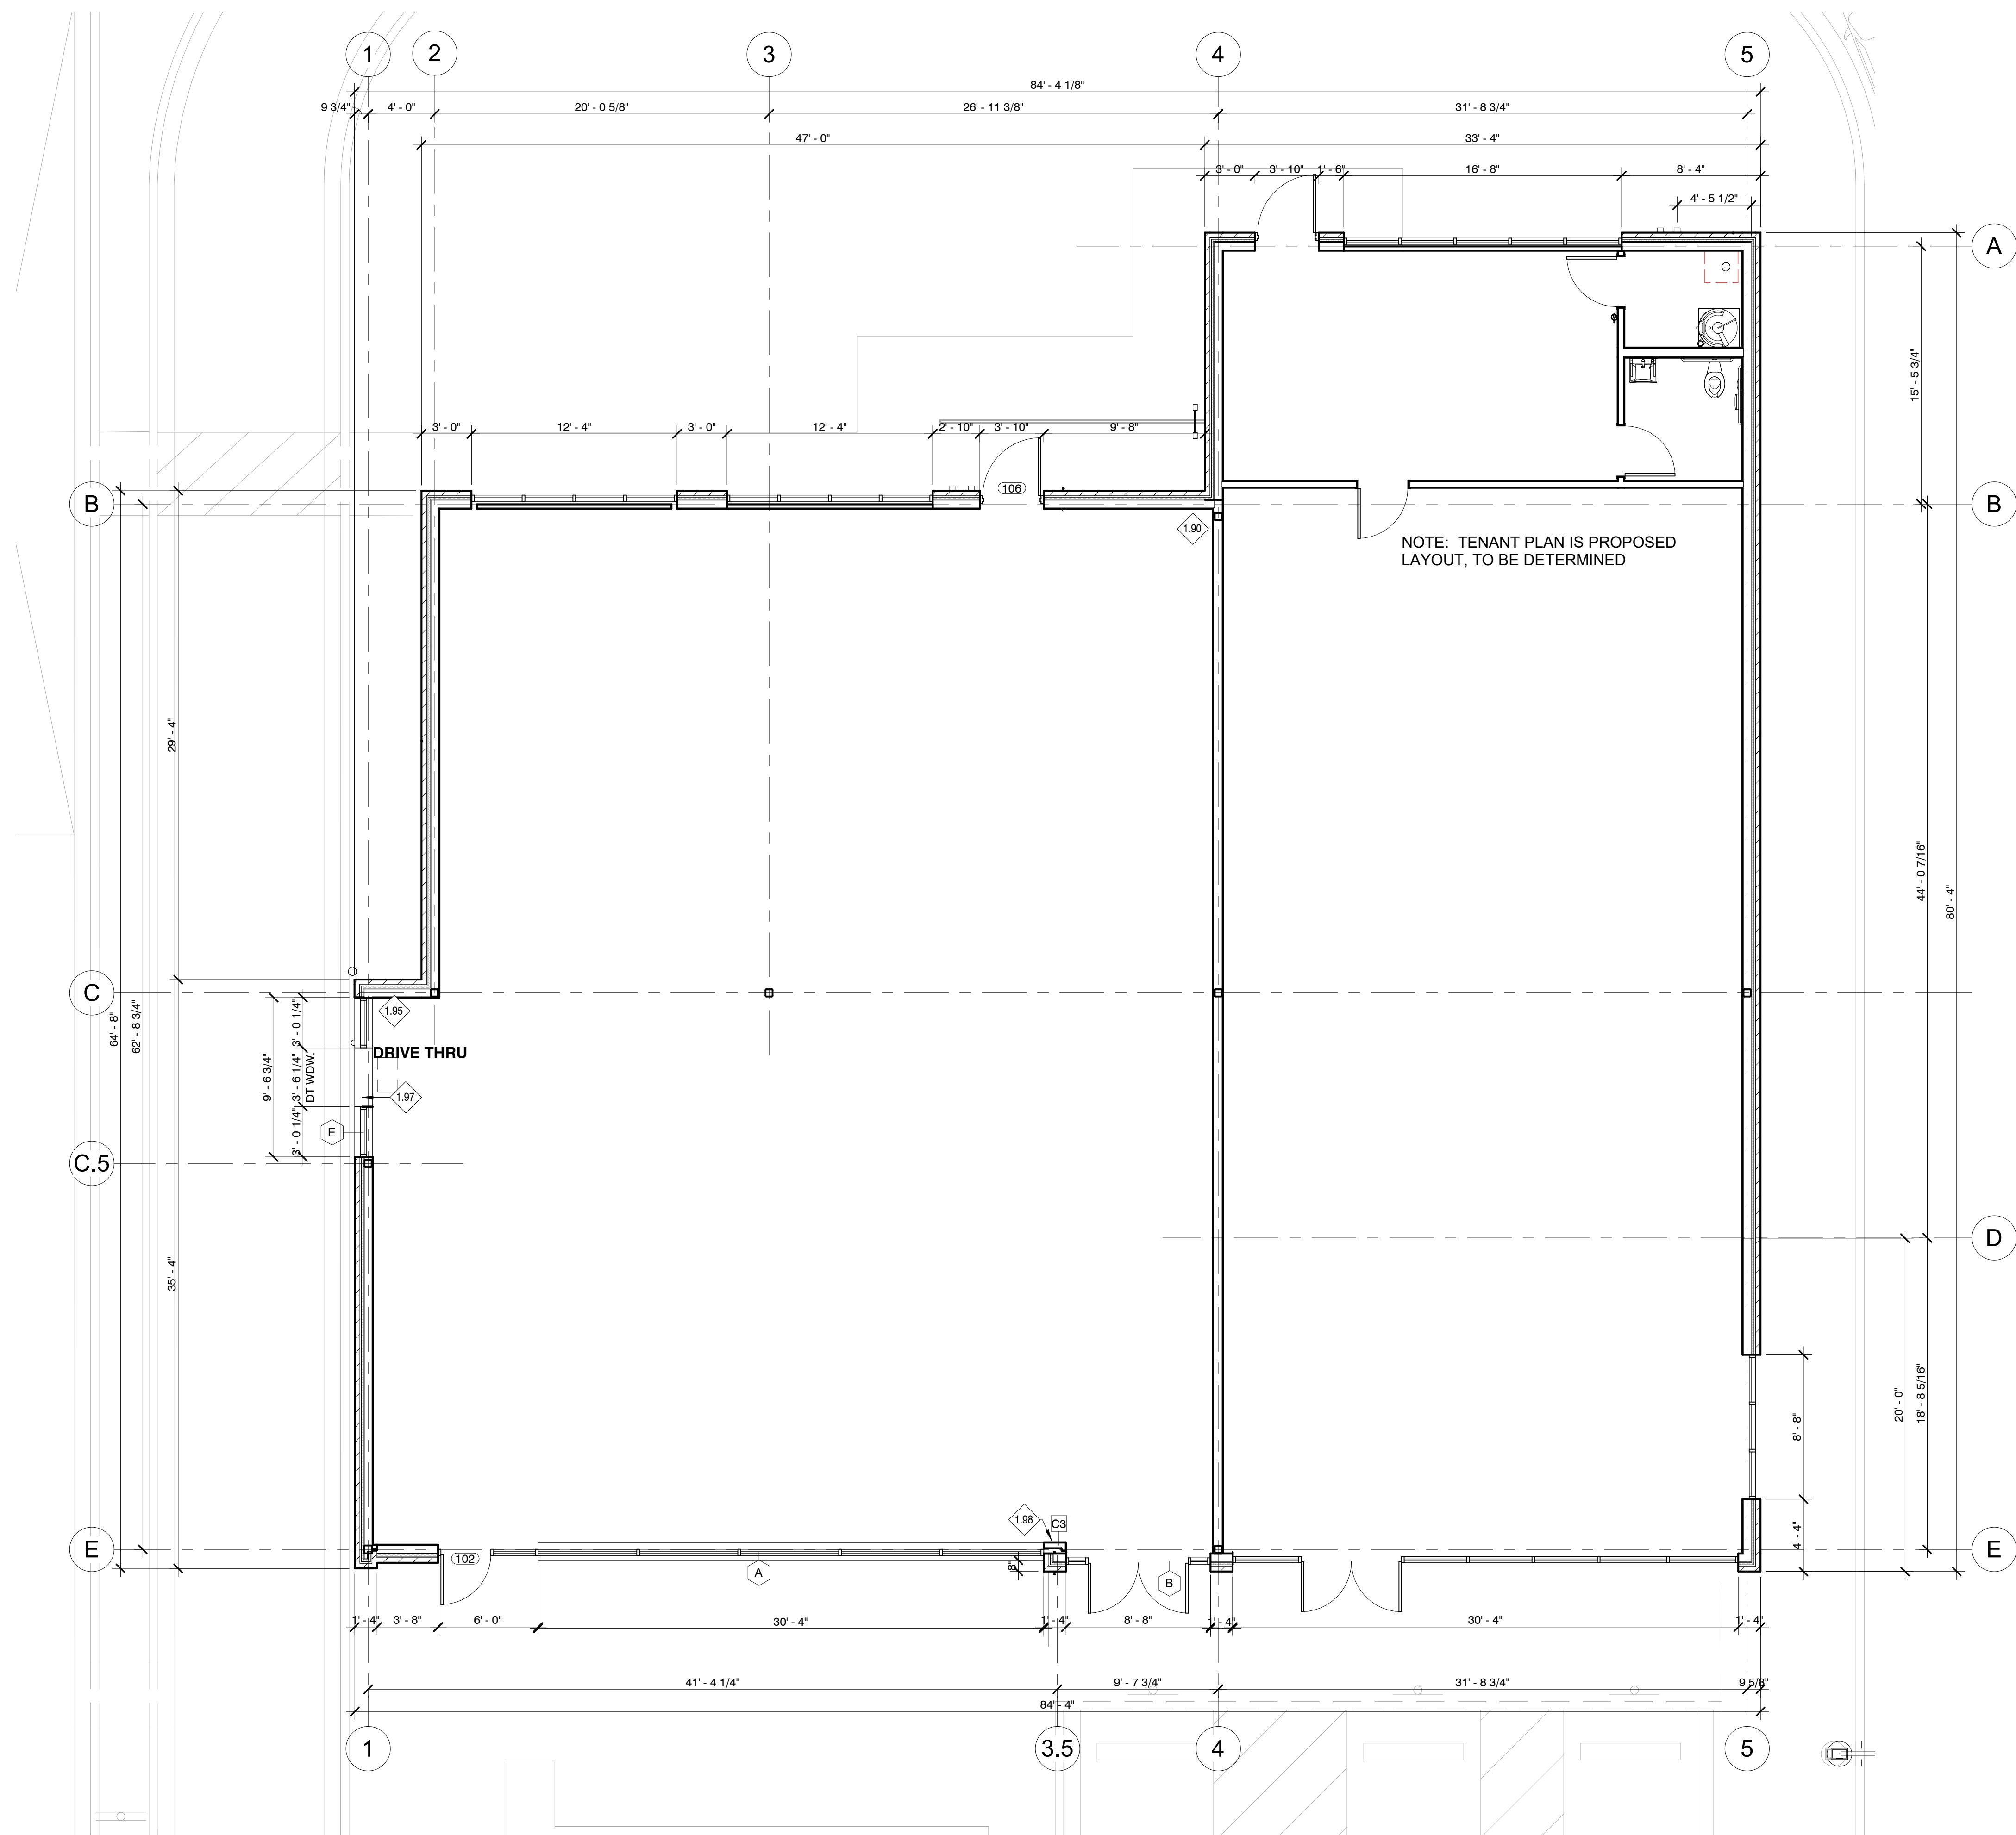 1
2
3
4
5
84' - 4 1/8"
9 3/4"
4' - 0"
20' - 0 5/8"
26' - 11 3/8"
31' - 8 3/4"
47' - 0"
33' - 4"
3' - 0"
3' - 10"
1' - 6"
16' - 8"
8' - 4"
4' - 5 1/2"
A
15' - 5 3/4"
3' - 0"
12' - 4"
3' - 0"
12' - 4"
2' - 10"
3' - 10"
9' - 8"
B
106
B
1.90
NOTE: TENANT PLAN IS PROPOSED
LAYOUT, TO BE DETERMINED
29' - 4"
44' - 0 7/16"
80' - 4"
C
1.95
64' - 8"
62' - 8 3/4"
9' - 6 3/4"
3' - 0 1/4"
3' - 6 1/4"
3' - 0 1/4"
DT WDW.
DRIVE THRU
1.97
E
C.5
D
35' - 4"
20' - 0"
18' - 8 5/16"
8' - 8"
4' - 4"
1.98
C3
E
102
A
8"
B
E
1' - 4"
3' - 8"
6' - 0"
30' - 4"
1' - 4"
8' - 8"
1' - 4"
30' - 4"
1' - 4"
41' - 4 1/4"
9' - 7 3/4"
31' - 8 3/4"
9 5/8"
84' - 4"
1
3.5
4
5